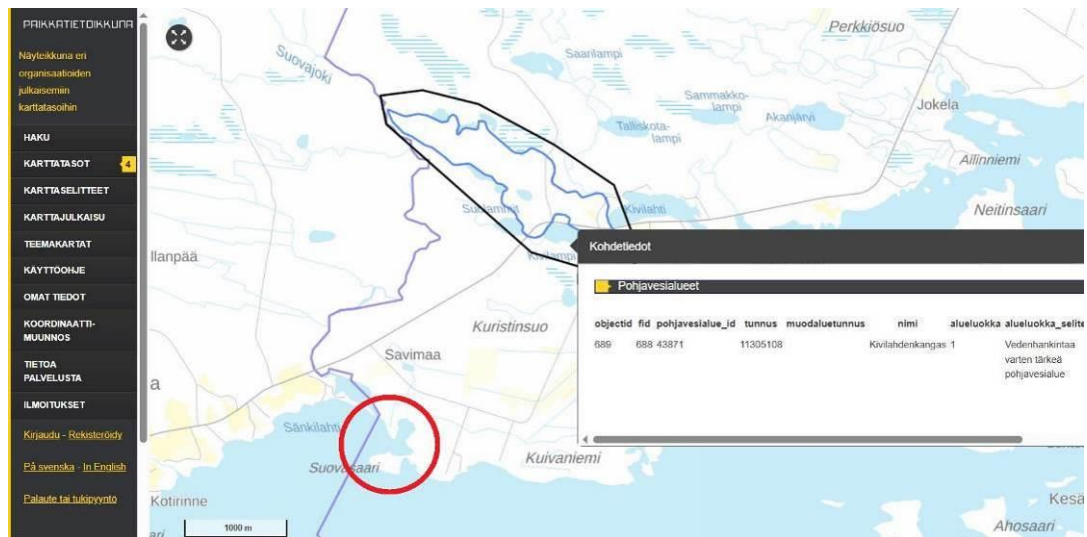 PAIKKATIETOIKKUNA
Näyteikkuna eri
organisaatioiden
julkaisemiin
karttatasoihin
HAKU
KARTTATASOT 4
KARTTASELITTEET
KARTTAJULKAISU
TEEMAKARTAT
KÄYTTÖOHJE
OMAT TIEDOT
KOORDINAATTI-
MUUNNOS
TIETOA
PALVELUSTA
ILMOITUKSET
Kirjaudu - Rekisteröidy
På svenska - In English
Palaute tai tukipyyntö
Perkkiösuo
Suovajoki
Saarilampi
Sammakko-
lampi
Jokela
Talliskota-
lampi
Akanjärvi
Ailinniemi
Kivilahti
Neitinsaari
llanpää
Kohdetiedot
Pohjavesialueet
objectid fid pohjavesialue_id tunnus muodaluetunnus nimi alueluokka alueluokka_selite
689 688 43871 11305108 Kivilahdenkangas 1 Vedenhankintaa
varten tärkeä
pohjavesialue
Kuristinsuo
Savimaa
a
Sänkilahti
Suovasaari
Kuivaniemi
Kotirinne
Kesä
1000 m
ari
Ahosaari